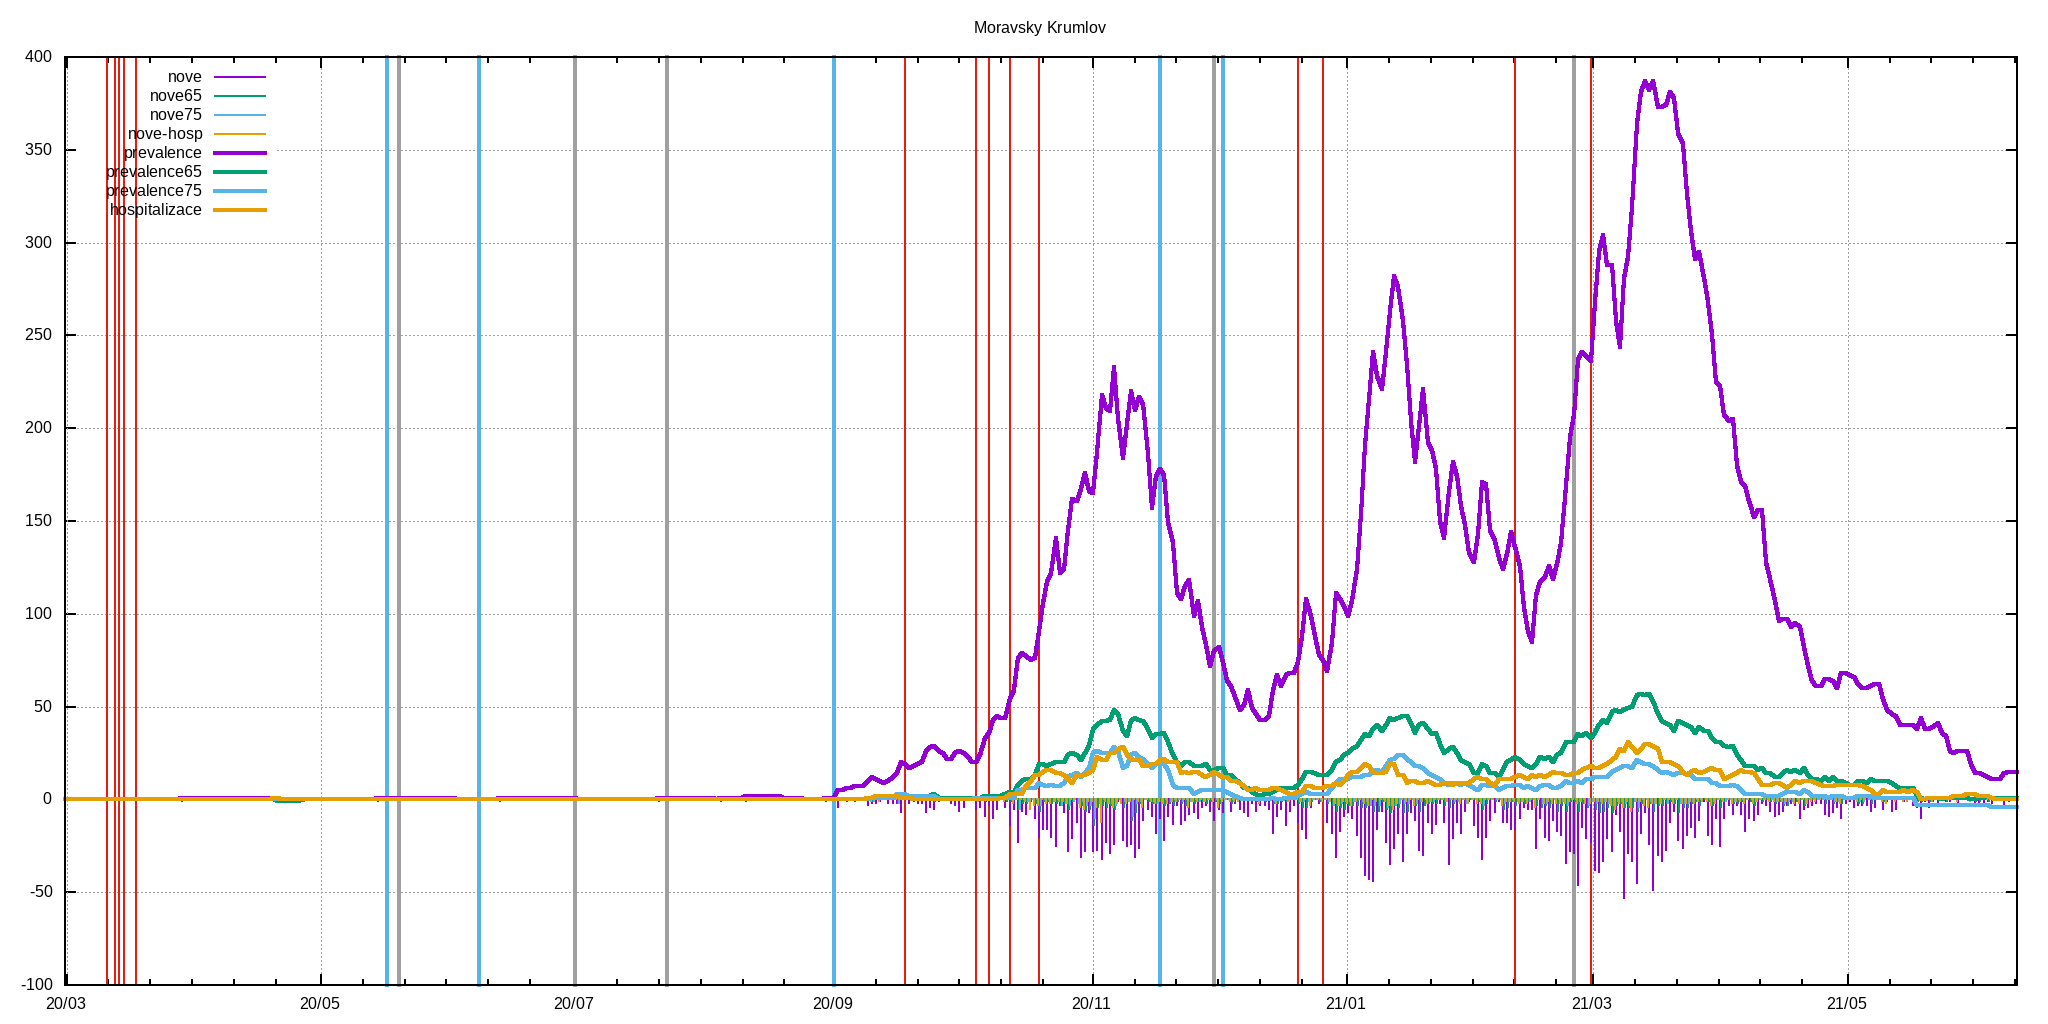 Moravsky Krumlov
400
350
300
250
200
150
100
50
0
-50
-100
nove
nove65
nove75
nove-hosp
prevalence
prevalence65
prevalence75
hospitalizace
20/03 20/05 20/07 20/09 20/11 21/01 21/03 21/05